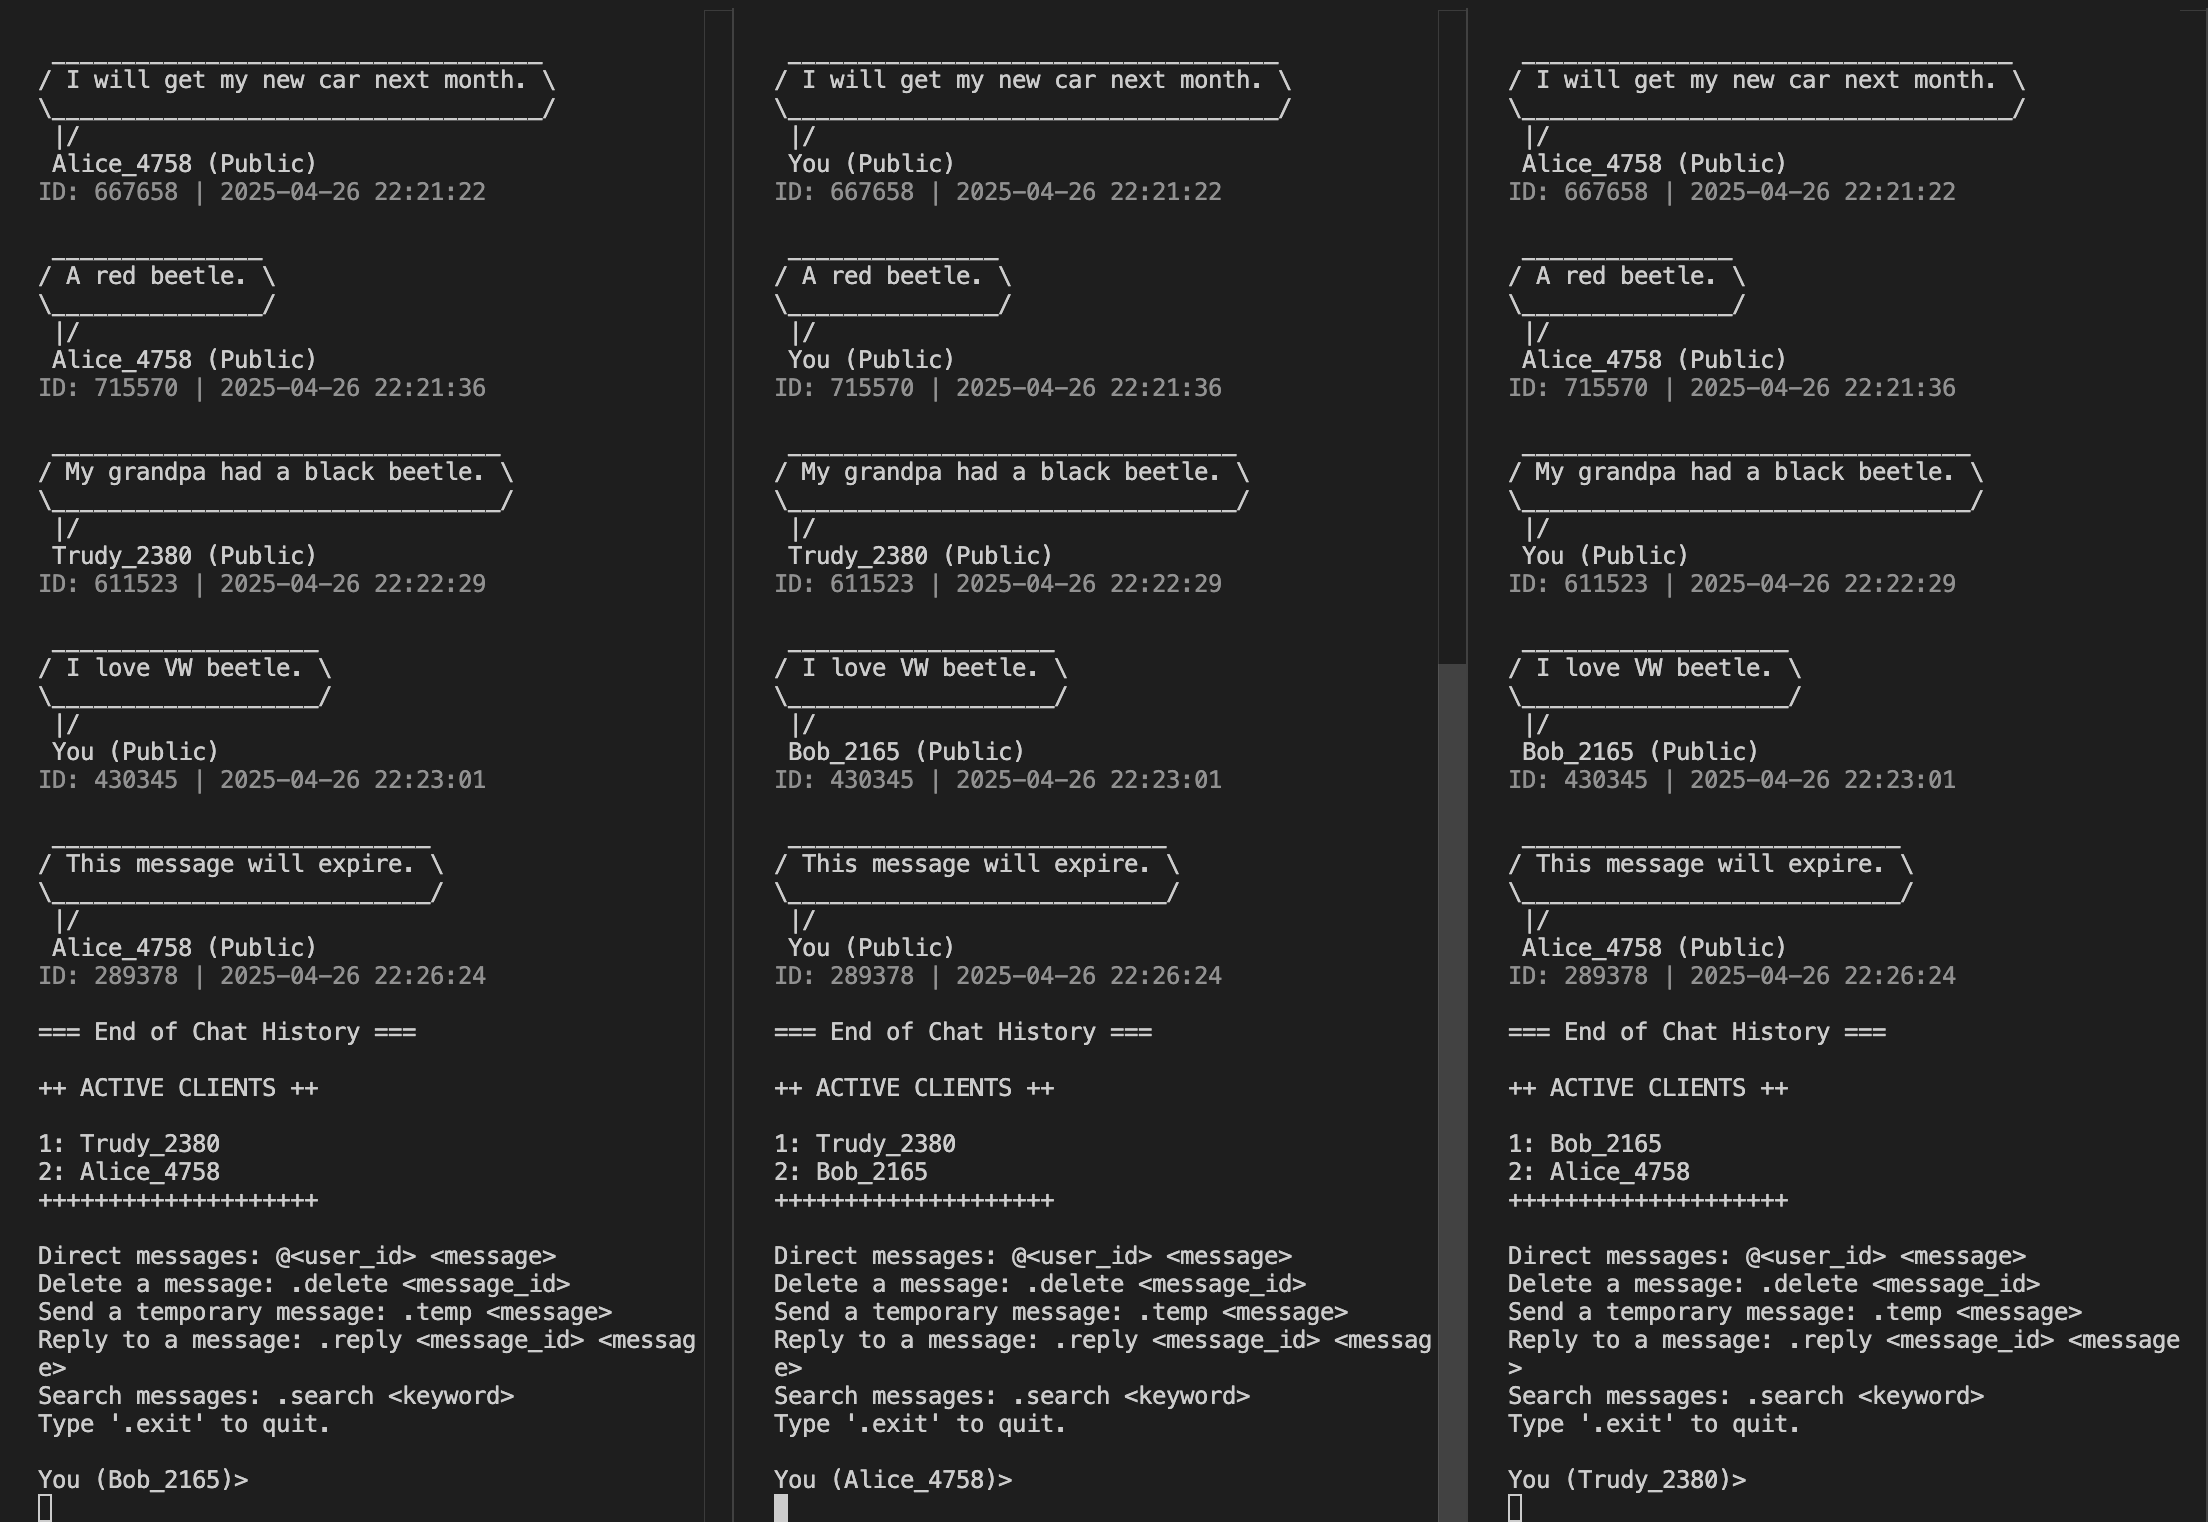 / I will get my new car next month. \
\___________________________________/
|/
Alice_4758 (Public)
ID: 667658 | 2025-04-26 22:21:22
/ A red beetle. \
\_______________/
|/
Alice_4758 (Public)
ID: 715570 | 2025-04-26 22:21:36
/ My grandpa had a black beetle. \
\________________________________/
|/
Trudy_2380 (Public)
ID: 611523 | 2025-04-26 22:22:29
/ I love VW beetle. \
\___________________/
|/
You (Public)
ID: 430345 | 2025-04-26 22:23:01
/ This message will expire. \
\___________________________/
|/
Alice_4758 (Public)
ID: 289378 | 2025-04-26 22:26:24
=== End of Chat History ===
++ ACTIVE CLIENTS ++
1: Trudy_2380
2: Alice_4758
++++++++++++++++++++
Direct messages: @<user_id> <message>
Delete a message: .delete <message_id>
Send a temporary message: .temp <message>
Reply to a message: .reply <message_id> <messag
e>
Search messages: .search <keyword>
Type '.exit' to quit.
You (Bob_2165)>
/ I will get my new car next month. \
\___________________________________/
|/
You (Public)
ID: 667658 | 2025-04-26 22:21:22
/ A red beetle. \
\_______________/
|/
You (Public)
ID: 715570 | 2025-04-26 22:21:36
/ My grandpa had a black beetle. \
\________________________________/
|/
Trudy_2380 (Public)
ID: 611523 | 2025-04-26 22:22:29
/ I love VW beetle. \
\___________________/
|/
Bob_2165 (Public)
ID: 430345 | 2025-04-26 22:23:01
/ This message will expire. \
\___________________________/
|/
You (Public)
ID: 289378 | 2025-04-26 22:26:24
=== End of Chat History ===
++ ACTIVE CLIENTS ++
1: Trudy_2380
2: Bob_2165
++++++++++++++++++++
Direct messages: @<user_id> <message>
Delete a message: .delete <message_id>
Send a temporary message: .temp <message>
Reply to a message: .reply <message_id> <messag
e>
Search messages: .search <keyword>
Type '.exit' to quit.
You (Alice_4758)>
/ I will get my new car next month. \
\___________________________________/
|/
Alice_4758 (Public)
ID: 667658 | 2025-04-26 22:21:22
/ A red beetle. \
\_______________/
|/
Alice_4758 (Public)
ID: 715570 | 2025-04-26 22:21:36
/ My grandpa had a black beetle. \
\________________________________/
|/
You (Public)
ID: 611523 | 2025-04-26 22:22:29
/ I love VW beetle. \
\___________________/
|/
Bob_2165 (Public)
ID: 430345 | 2025-04-26 22:23:01
/ This message will expire. \
\___________________________/
|/
Alice_4758 (Public)
ID: 289378 | 2025-04-26 22:26:24
=== End of Chat History ===
++ ACTIVE CLIENTS ++
1: Bob_2165
2: Alice_4758
++++++++++++++++++++
Direct messages: @<user_id> <message>
Delete a message: .delete <message_id>
Send a temporary message: .temp <message>
Reply to a message: .reply <message_id> <message
>
Search messages: .search <keyword>
Type '.exit' to quit.
You (Trudy_2380)>